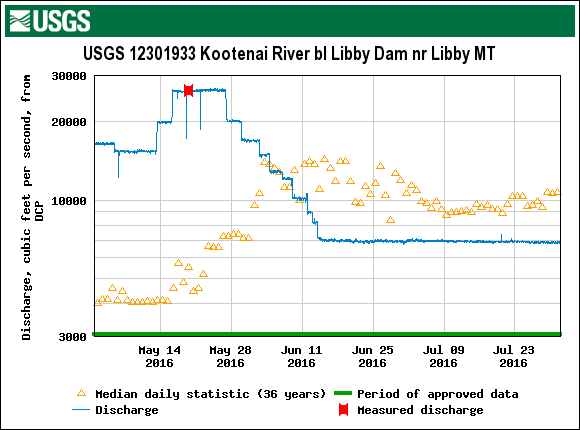 USGS
USGS 12301933 Kootenai River bl Libby Dam nr Libby MT
Discharge, cubic feet per second, from
DCP
30000
20000
10000
3000
May 14
2016
May 28
2016
Jun 11
2016
Jun 25
2016
Jul 09
2016
Jul 23
2016
Median daily statistic (36 years)
Period of approved data
Discharge
Measured discharge